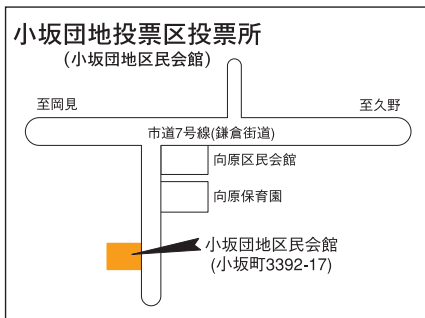 小坂団地投票区投票所
(小坂団地区民会館)
至岡見
至久野
市道7号線(鎌倉街道)
向原区民会館
向原保育園
小坂団地区民会館
(小坂町3392-17)